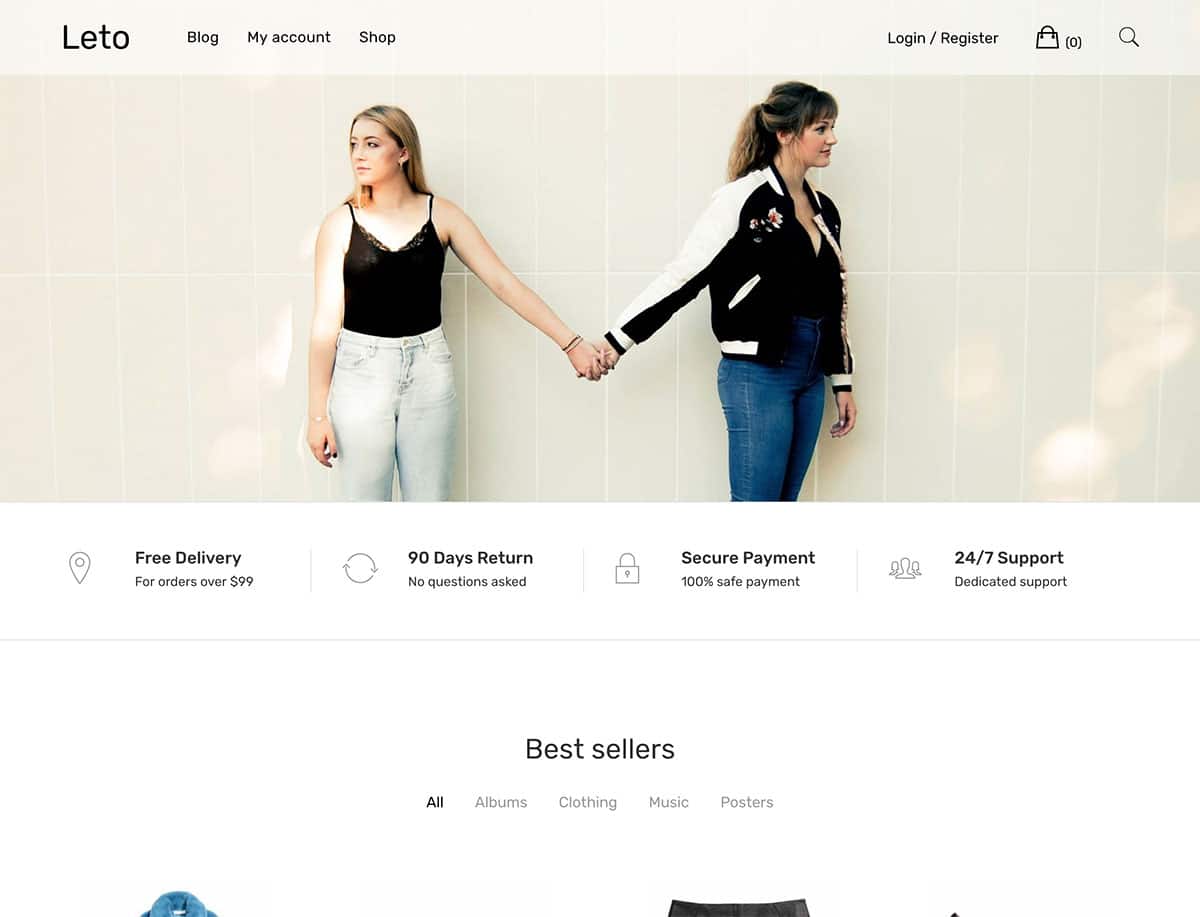 Leto
Blog
My account
Shop
Login / Register
(0)
Free Delivery
For orders over $99
90 Days Return
No questions asked
Secure Payment
100% safe payment
24/7 Support
Dedicated support
Best sellers
All
Albums
Clothing
Music
Posters